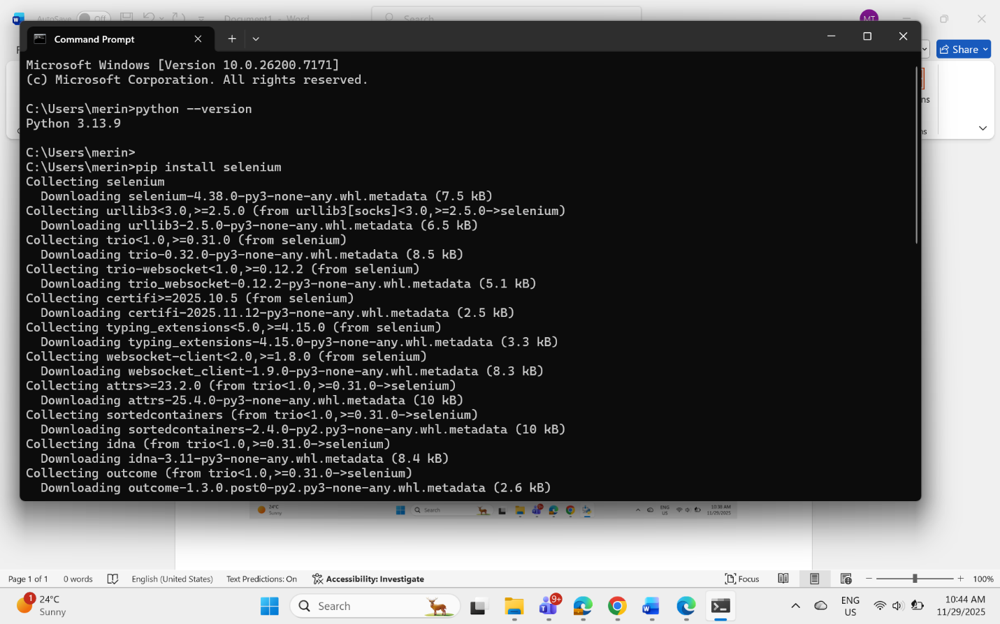 AutoSave Off Document1 - Word Search MT
Command Prompt
Share
Microsoft Windows [Version 10.0.26200.7171]
(c) Microsoft Corporation. All rights reserved.
C:\Users\merin>python --version
Python 3.13.9
C:\Users\merin>
C:\Users\merin>pip install selenium
Collecting selenium
Downloading selenium-4.38.0-py3-none-any.whl.metadata (7.5 kB)
Collecting urllib3<3.0,>=2.5.0 (from urllib3[socks]<3.0,>=2.5.0->selenium)
Downloading urllib3-2.5.0-py3-none-any.whl.metadata (6.5 kB)
Collecting trio<1.0,>=0.31.0 (from selenium)
Downloading trio-0.32.0-py3-none-any.whl.metadata (8.5 kB)
Collecting trio-websocket<1.0,>=0.12.2 (from selenium)
Downloading trio_websocket-0.12.2-py3-none-any.whl.metadata (5.1 kB)
Collecting certifi>=2025.10.5 (from selenium)
Downloading certifi-2025.11.12-py3-none-any.whl.metadata (2.5 kB)
Collecting typing_extensions<5.0,>=4.15.0 (from selenium)
Downloading typing_extensions-4.15.0-py3-none-any.whl.metadata (3.3 kB)
Collecting websocket-client<2.0,>=1.8.0 (from selenium)
Downloading websocket_client-1.9.0-py3-none-any.whl.metadata (8.3 kB)
Collecting attrs>=23.2.0 (from trio<1.0,>=0.31.0->selenium)
Downloading attrs-25.4.0-py3-none-any.whl.metadata (10 kB)
Collecting sortedcontainers (from trio<1.0,>=0.31.0->selenium)
Downloading sortedcontainers-2.4.0-py2.py3-none-any.whl.metadata (10 kB)
Collecting idna (from trio<1.0,>=0.31.0->selenium)
Downloading idna-3.11-py3-none-any.whl.metadata (8.4 kB)
Collecting outcome (from trio<1.0,>=0.31.0->selenium)
Downloading outcome-1.3.0.post0-py2.py3-none-any.whl.metadata (2.6 kB)
24°C Search ENG 10:38 AM
Sunny US 11/29/2025
Page 1 of 1 0 words English (United States) Text Predictions: On Accessibility: Investigate Focus 100%
1 24°C Search 9+ ENG 10:44 AM
Sunny US 11/29/2025